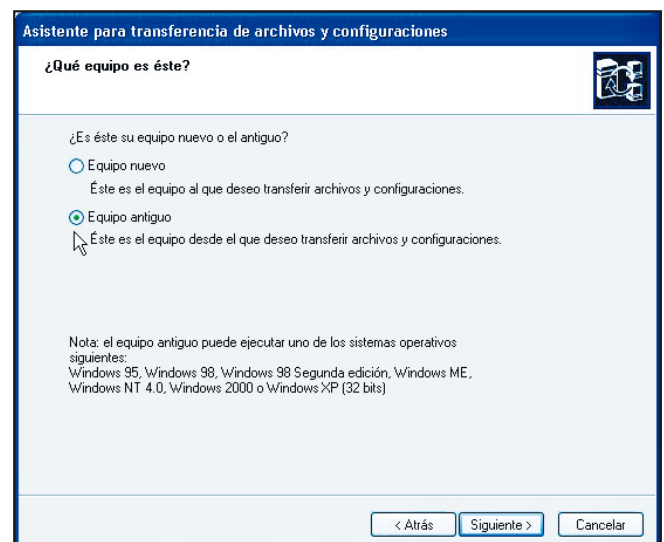 Asistente para transferencia de archivos y configuraciones
¿Qué equipo es éste?
¿Es éste su equipo nuevo o el antiguo?
Equipo nuevo
Éste es el equipo al que deseo transferir archivos y configuraciones.
Equipo antiguo
Éste es el equipo desde el que deseo transferir archivos y configuraciones.
Nota: el equipo antiguo puede ejecutar uno de los sistemas operativos
siguientes:
Windows 95, Windows 98, Windows 98 Segunda edición, Windows ME,
Windows NT 4.0, Windows 2000 o Windows XP (32 bits)
< Atrás Siguiente > Cancelar